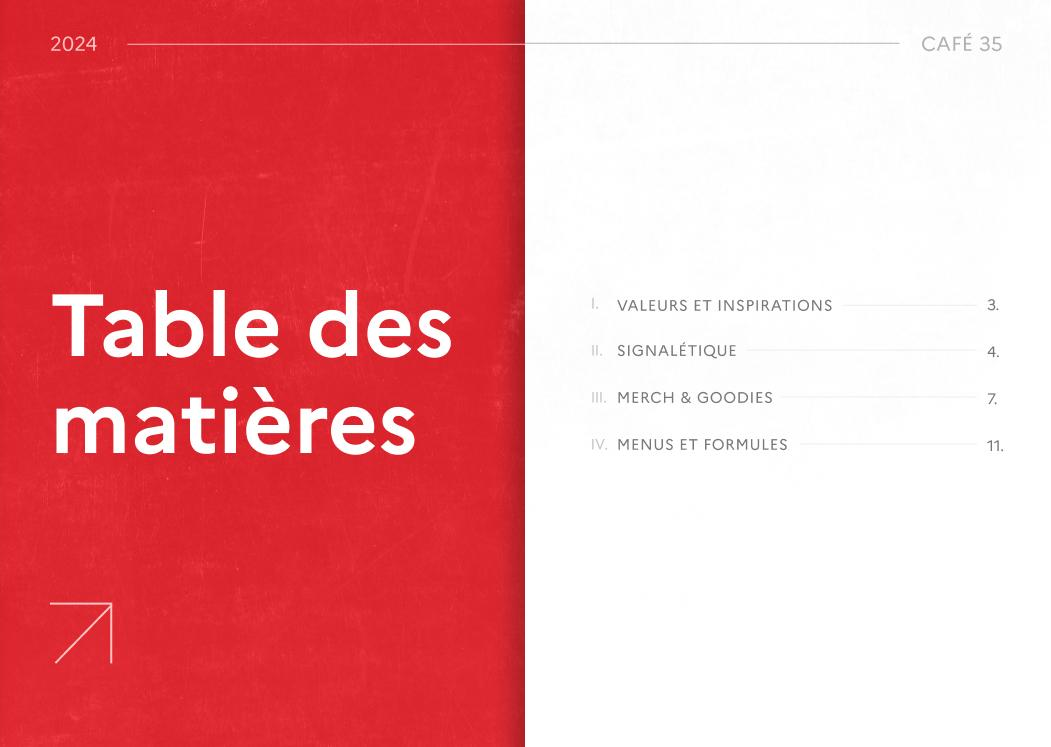 2024
CAFÉ 35
Table des
matières
I. VALEURS ET INSPIRATIONS 3.
II. SIGNALÉTIQUE 4.
III. MERCH & GOODIES 7.
IV. MENUS ET FORMULES 11.